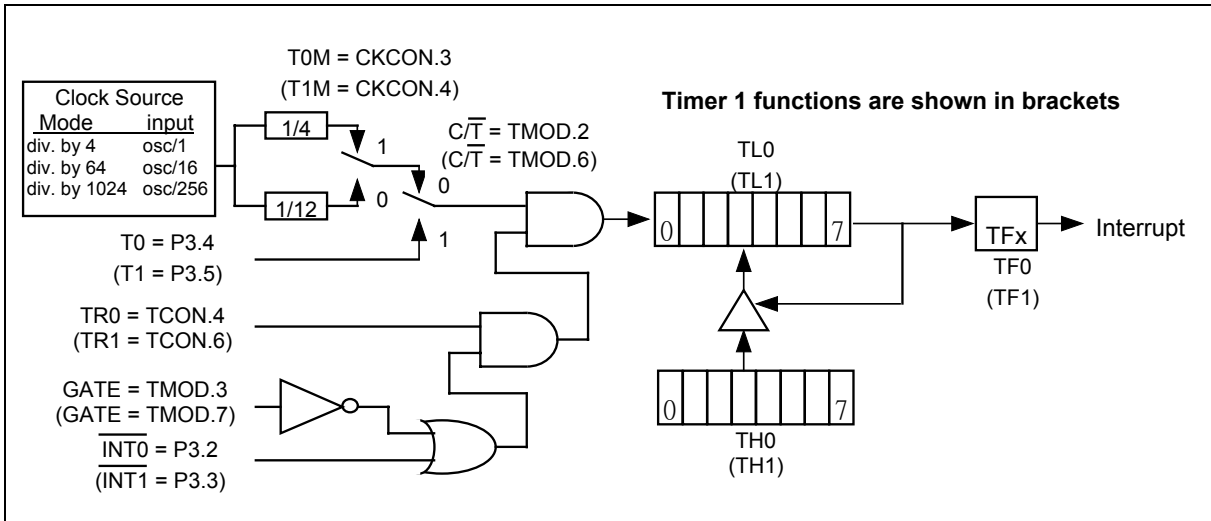 T0M = CKCON.3
(T1M = CKCON.4)
Clock Source
Mode input
div. by 4 osc/1
div. by 64 osc/16
div. by 1024 osc/256
1/4
1/12
1
0
Timer 1 functions are shown in brackets
C/T̅ = TMOD.2
(C/T̅ = TMOD.6)
0
1
T0 = P3.4
(T1 = P3.5)
TL0
(TL1)
0 7
TFx
Interrupt
TF0
(TF1)
TR0 = TCON.4
(TR1 = TCON.6)
GATE = TMOD.3
(GATE = TMOD.7)
I̅N̅T̅0̅ = P3.2
(I̅N̅T̅1̅ = P3.3)
0 7
TH0
(TH1)